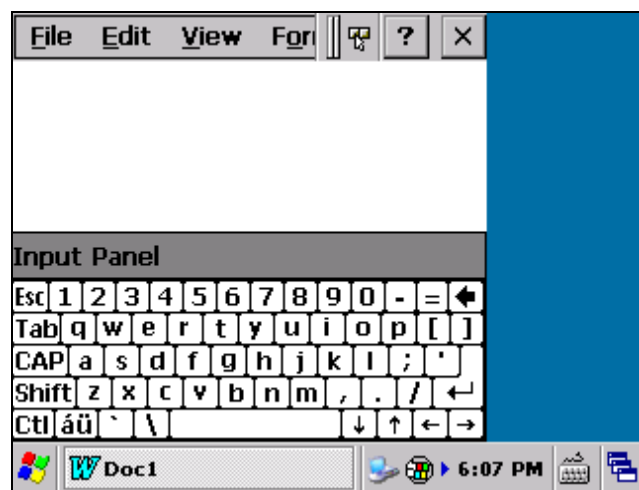 File Edit View For ? ×
Input Panel
Esc 1 2 3 4 5 6 7 8 9 0 - = 🡄
Tab q w e r t y u i o p [ ]
CAP a s d f g h j k l ; '
Shift z x c v b n m , . / ↵
Ctl áü ` \ ↓ ↑ ← →
W Doc1 6:07 PM